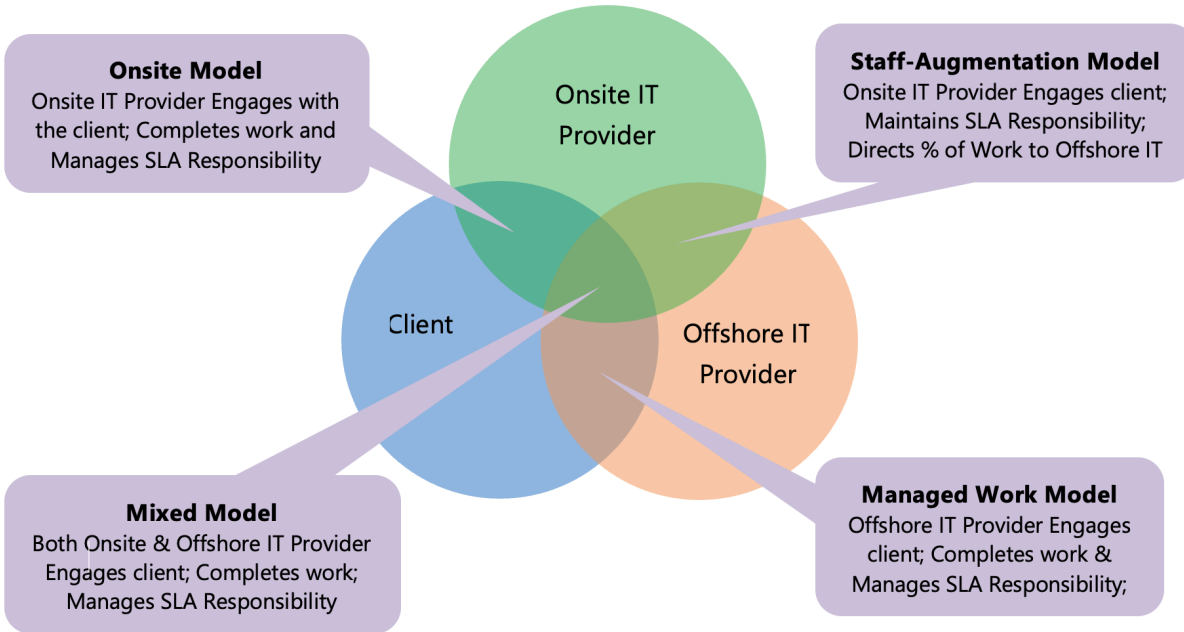 Onsite Model
Onsite IT Provider Engages with
the client; Completes work and
Manages SLA Responsibility
Onsite IT
Provider
Staff-Augmentation Model
Onsite IT Provider Engages client;
Maintains SLA Responsibility;
Directs % of Work to Offshore IT
Client
Offshore IT
Provider
Mixed Model
Both Onsite & Offshore IT Provider
Engages client; Completes work;
Manages SLA Responsibility
Managed Work Model
Offshore IT Provider Engages
client; Completes work &
Manages SLA Responsibility;